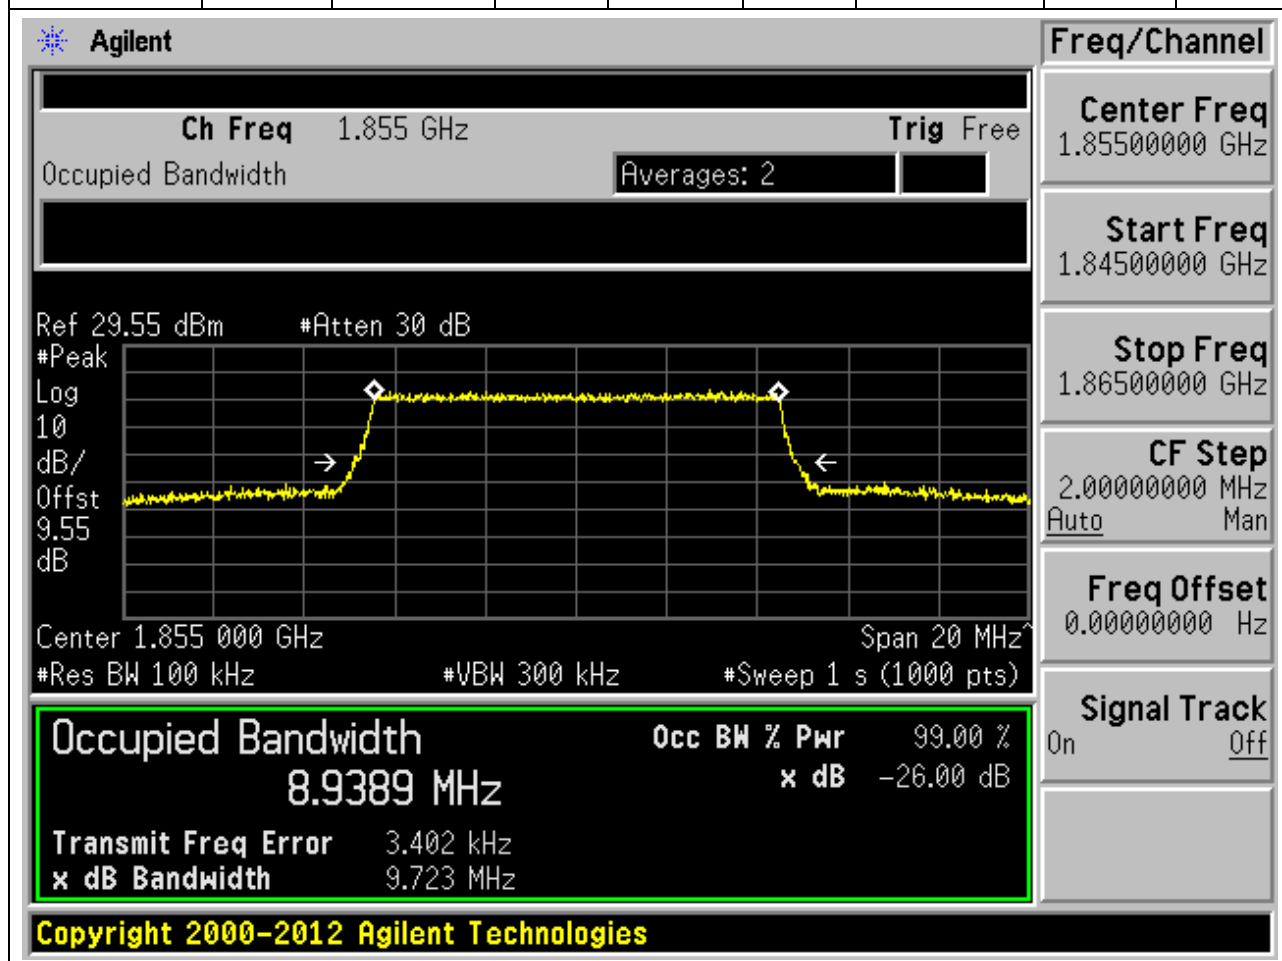 Agilent
Freq/Channel
Ch Freq 1.855 GHz Trig Free
Occupied Bandwidth Averages: 2
Ref 29.55 dBm #Atten 30 dB
#Peak
Log
10
dB/
Offst
9.55
dB
Center 1.855 000 GHz Span 20 MHz^
#Res BW 100 kHz #VBW 300 kHz #Sweep 1 s (1000 pts)
Occupied Bandwidth Occ BW % Pwr 99.00 %
8.9389 MHz x dB -26.00 dB
Transmit Freq Error 3.402 kHz
x dB Bandwidth 9.723 MHz
Copyright 2000-2012 Agilent Technologies
Center Freq
1.85500000 GHz
Start Freq
1.84500000 GHz
Stop Freq
1.86500000 GHz
CF Step
2.00000000 MHz
Auto Man
Freq Offset
0.00000000 Hz
Signal Track
On Off